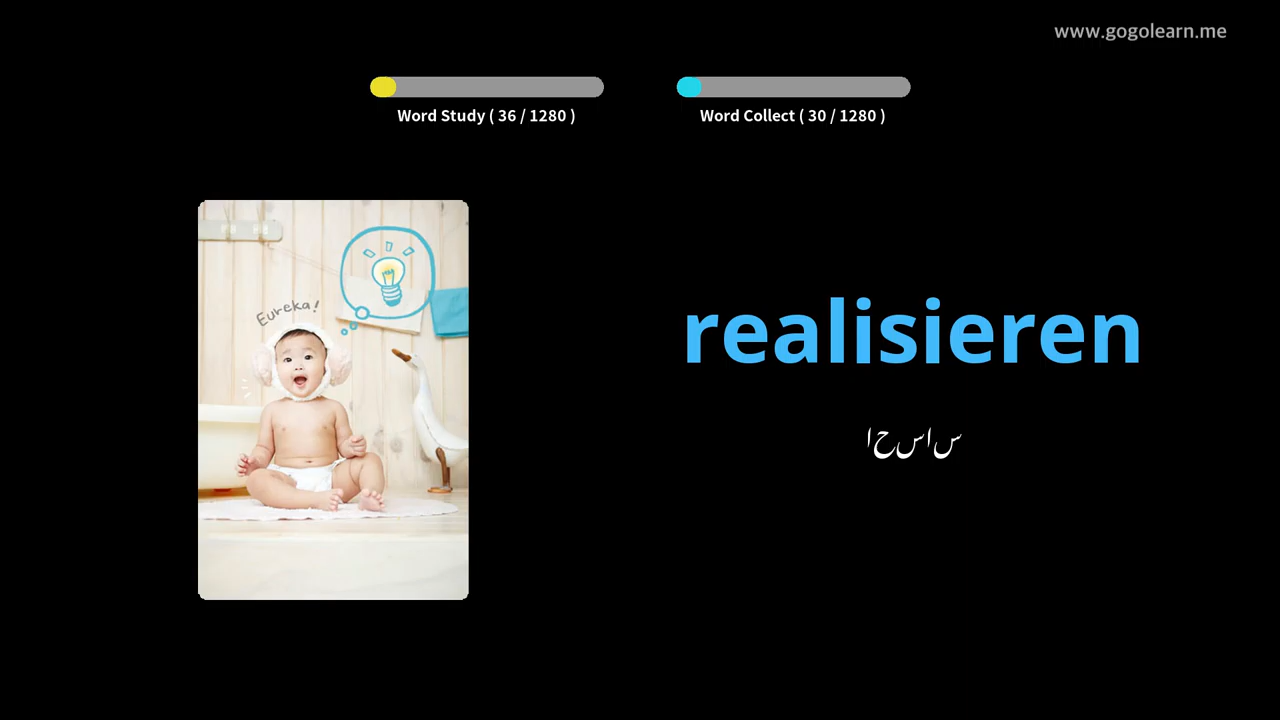 www.gogolearn.me
Word Study ( 36 / 1280 )
Word Collect ( 30 / 1280 )
Eureka!
realisieren
احساس